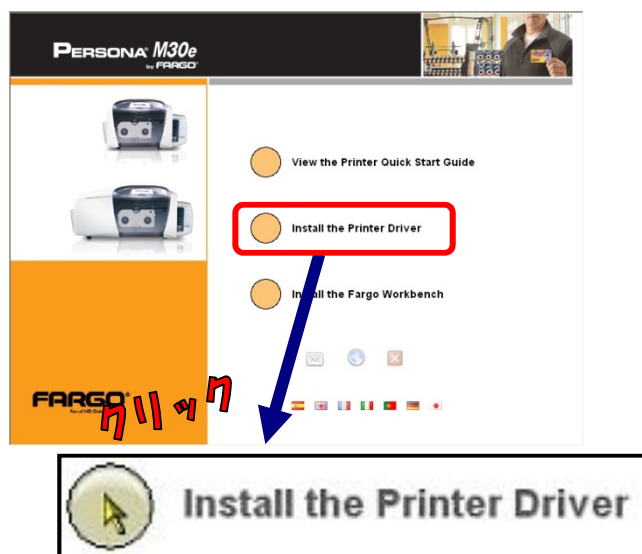 PERSONA® M30e
by FARGO®
View the Printer Quick Start Guide
Install the Printer Driver
Install the Fargo Workbench
FARGO®
クリック
Install the Printer Driver